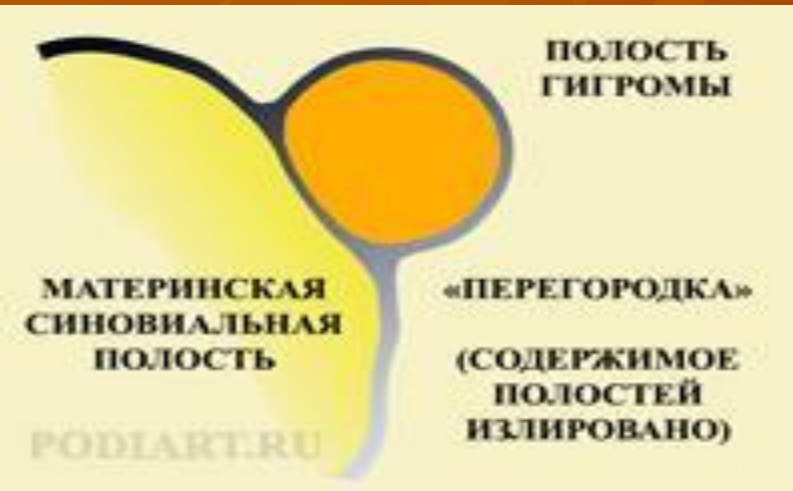 ПОЛОСТЬ
ГИГРОМЫ
МАТЕРИНСКАЯ
СИНОВИАЛЬНАЯ
ПОЛОСТЬ
«ПЕРЕГОРОДКА»
(СОДЕРЖИМОЕ
ПОЛОСТЕЙ
ИЗЛИРОВАНО)
PODIART.RU